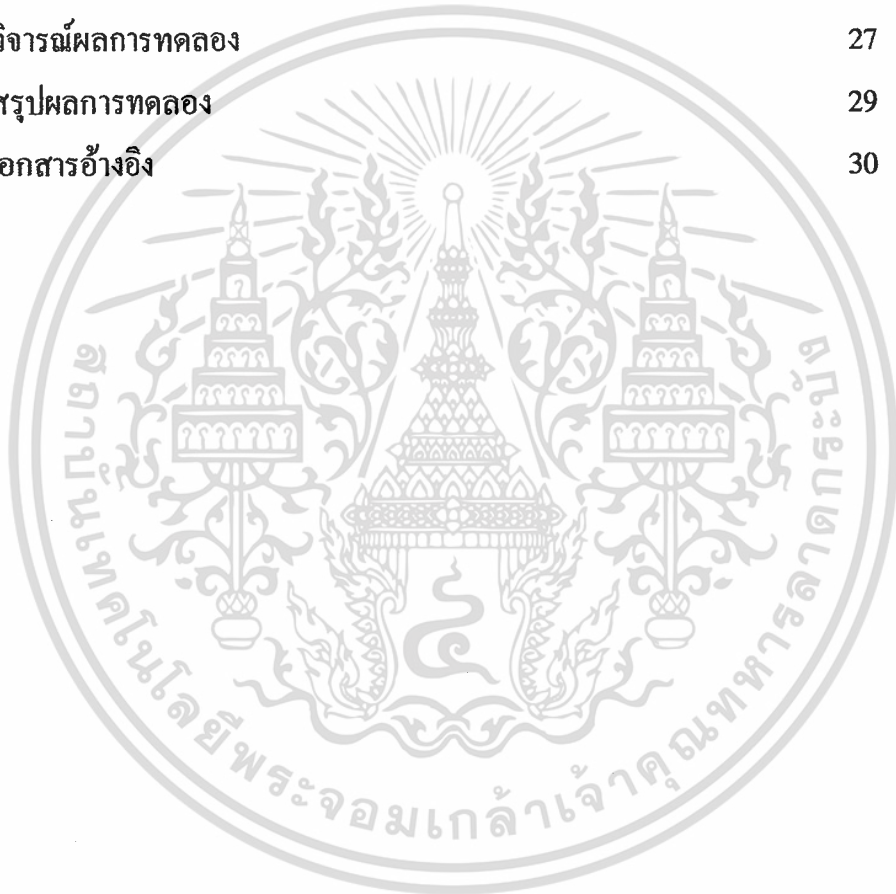 วิจารณ์ผลการทดลอง 27
สรุปผลการทดลอง 29
เอกสารอ้างอิง 30
สถาบันเทคโนโลยีพระจอมเกล้าเจ้าคุณทหารลาดกระบัง
๔